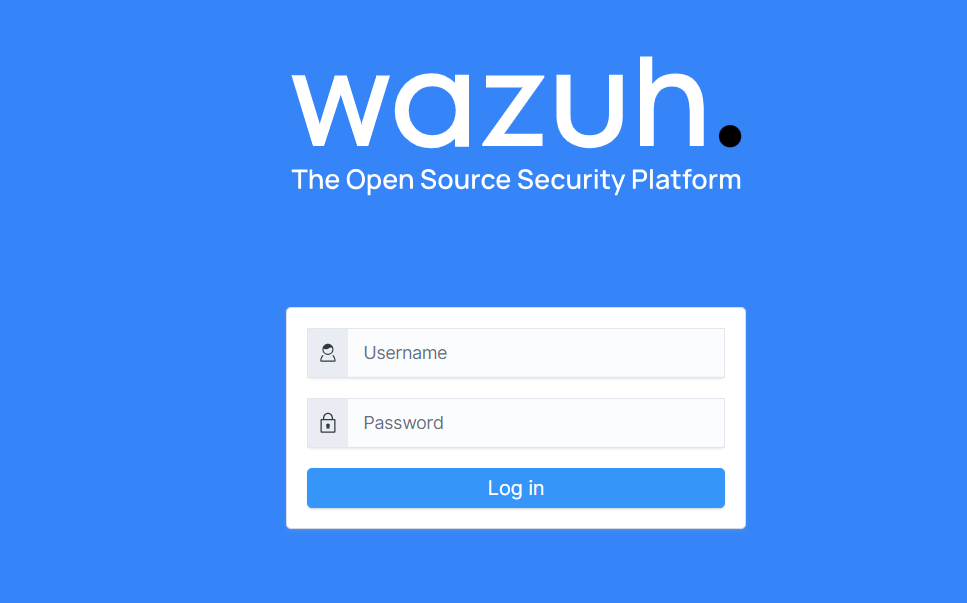 wazuh.
The Open Source Security Platform
Username
Password
Log in